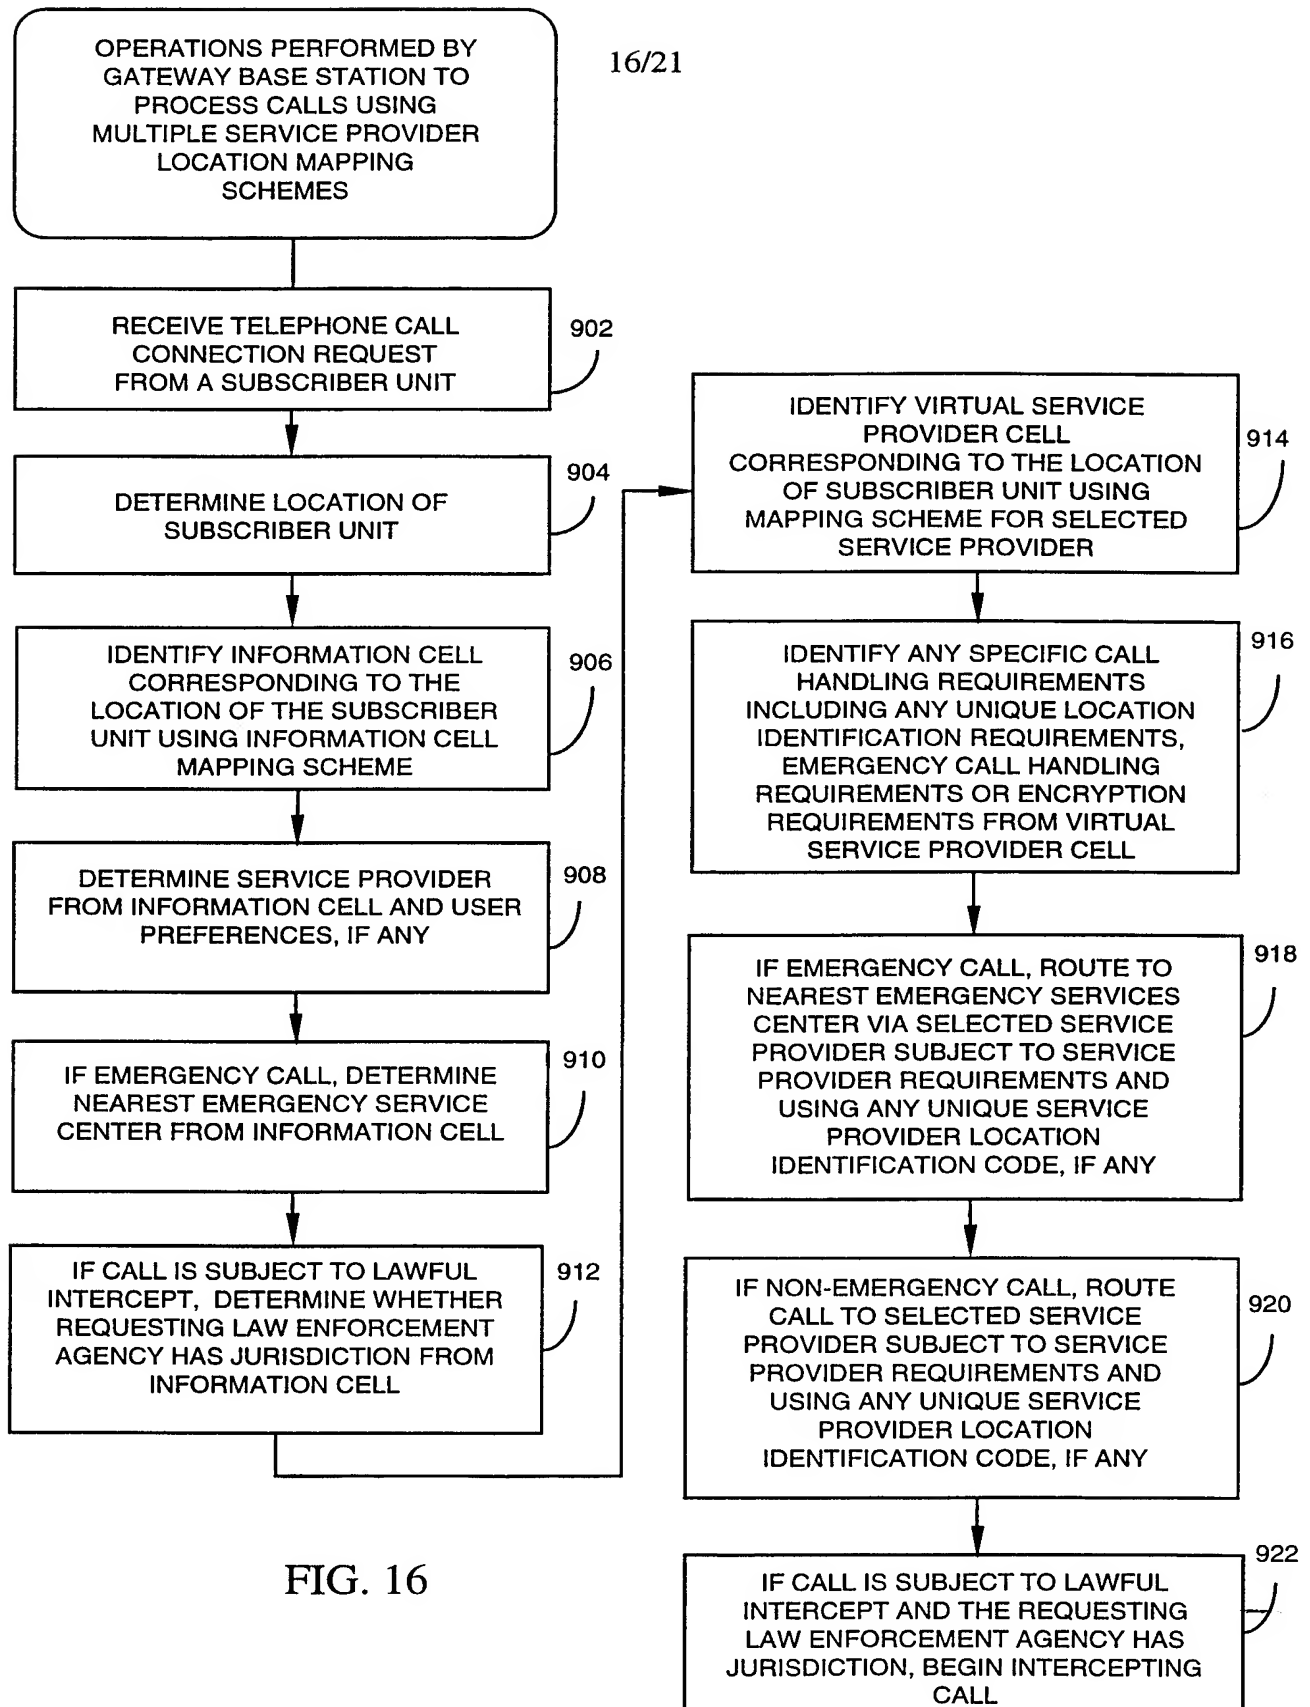 OPERATIONS PERFORMED BY
GATEWAY BASE STATION TO
PROCESS CALLS USING
MULTIPLE SERVICE PROVIDER
LOCATION MAPPING
SCHEMES
16/21
RECEIVE TELEPHONE CALL
CONNECTION REQUEST
FROM A SUBSCRIBER UNIT
902
DETERMINE LOCATION OF
SUBSCRIBER UNIT
904
IDENTIFY INFORMATION CELL
CORRESPONDING TO THE
LOCATION OF THE SUBSCRIBER
UNIT USING INFORMATION CELL
MAPPING SCHEME
906
DETERMINE SERVICE PROVIDER
FROM INFORMATION CELL AND USER
PREFERENCES, IF ANY
908
IF EMERGENCY CALL, DETERMINE
NEAREST EMERGENCY SERVICE
CENTER FROM INFORMATION CELL
910
IF CALL IS SUBJECT TO LAWFUL
INTERCEPT, DETERMINE WHETHER
REQUESTING LAW ENFORCEMENT
AGENCY HAS JURISDICTION FROM
INFORMATION CELL
912
IDENTIFY VIRTUAL SERVICE
PROVIDER CELL
CORRESPONDING TO THE LOCATION
OF SUBSCRIBER UNIT USING
MAPPING SCHEME FOR SELECTED
SERVICE PROVIDER
914
IDENTIFY ANY SPECIFIC CALL
HANDLING REQUIREMENTS
INCLUDING ANY UNIQUE LOCATION
IDENTIFICATION REQUIREMENTS,
EMERGENCY CALL HANDLING
REQUIREMENTS OR ENCRYPTION
REQUIREMENTS FROM VIRTUAL
SERVICE PROVIDER CELL
916
IF EMERGENCY CALL, ROUTE TO
NEAREST EMERGENCY SERVICES
CENTER VIA SELECTED SERVICE
PROVIDER SUBJECT TO SERVICE
PROVIDER REQUIREMENTS AND
USING ANY UNIQUE SERVICE
PROVIDER LOCATION
IDENTIFICATION CODE, IF ANY
918
IF NON-EMERGENCY CALL, ROUTE
CALL TO SELECTED SERVICE
PROVIDER SUBJECT TO SERVICE
PROVIDER REQUIREMENTS AND
USING ANY UNIQUE SERVICE
PROVIDER LOCATION
IDENTIFICATION CODE, IF ANY
920
IF CALL IS SUBJECT TO LAWFUL
INTERCEPT AND THE REQUESTING
LAW ENFORCEMENT AGENCY HAS
JURISDICTION, BEGIN INTERCEPTING
CALL
922
FIG. 16